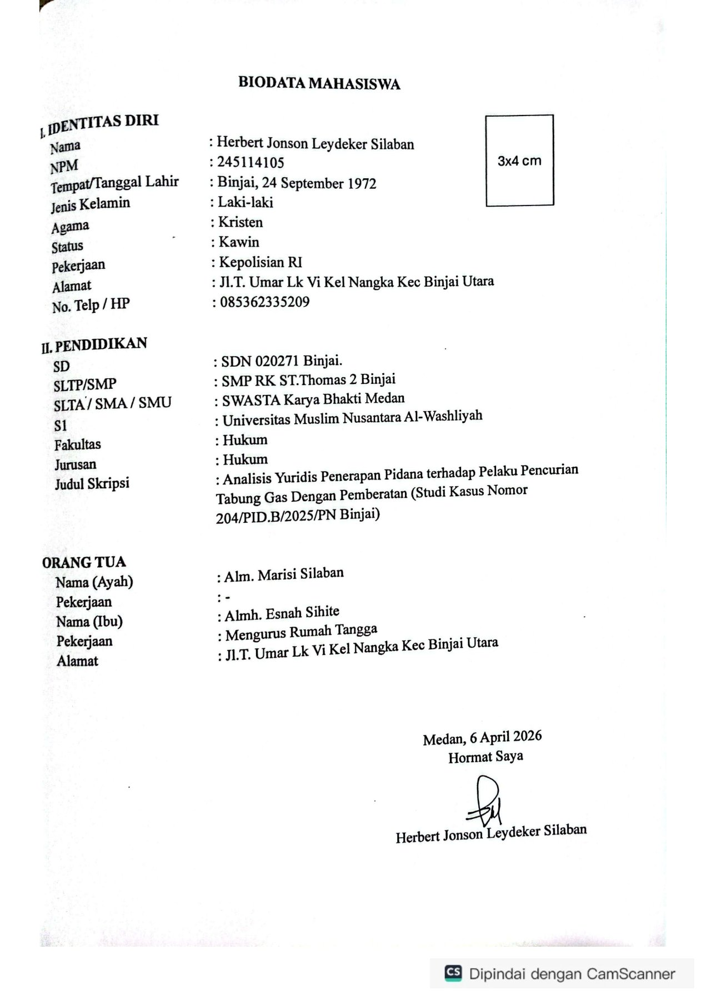 BIODATA MAHASISWA
I. IDENTITAS DIRI
3x4 cm
Nama : Herbert Jonson Leydeker Silaban
NPM : 245114105
Tempat/Tanggal Lahir : Binjai, 24 September 1972
Jenis Kelamin : Laki-laki
Agama : Kristen
Status : Kawin
Pekerjaan : Kepolisian RI
Alamat : Jl.T. Umar Lk Vi Kel Nangka Kec Binjai Utara
No. Telp / HP : 085362335209
II. PENDIDIKAN
SD : SDN 020271 Binjai.
SLTP/SMP : SMP RK ST.Thomas 2 Binjai
SLTA / SMA / SMU : SWASTA Karya Bhakti Medan
S1 : Universitas Muslim Nusantara Al-Washliyah
Fakultas : Hukum
Jurusan : Hukum
Judul Skripsi : Analisis Yuridis Penerapan Pidana terhadap Pelaku Pencurian
Tabung Gas Dengan Pemberatan (Studi Kasus Nomor
204/PID.B/2025/PN Binjai)
ORANG TUA
Nama (Ayah) : Alm. Marisi Silaban
Pekerjaan : -
Nama (Ibu) : Almh. Esnah Sihite
Pekerjaan : Mengurus Rumah Tangga
Alamat : Jl.T. Umar Lk Vi Kel Nangka Kec Binjai Utara
Medan, 6 April 2026
Hormat Saya
Herbert Jonson Leydeker Silaban
CS Dipindai dengan CamScanner